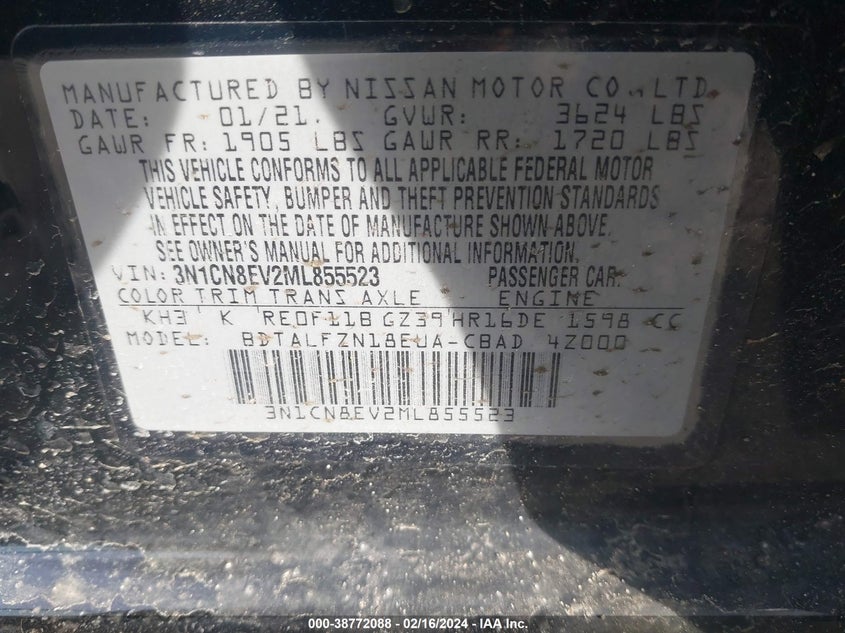 MANUFACTURED BY NISSAN MOTOR CO., LTD.
DATE: 01/21. GVWR: 3624 LBS
GAWR FR: 1905 LBS GAWR RR: 1720 LBS
THIS VEHICLE CONFORMS TO ALL APPLICABLE FEDERAL MOTOR
VEHICLE SAFETY, BUMPER AND THEFT PREVENTION STANDARDS
IN EFFECT ON THE DATE OF MANUFACTURE SHOWN ABOVE.
SEE OWNER'S MANUAL FOR ADDITIONAL INFORMATION.
VIN: 3N1CN8EV2ML855523 PASSENGER CAR.
COLOR TRIM TRANS AXLE ENGINE
KH3 K RE0F11B GZ39 HR16DE 1598 CC
MODEL: BDTALFZN18EUA-CBAD 4Z000
3N1CN8EV2ML855523
000-38772088 - 02/16/2024 - IAA Inc.